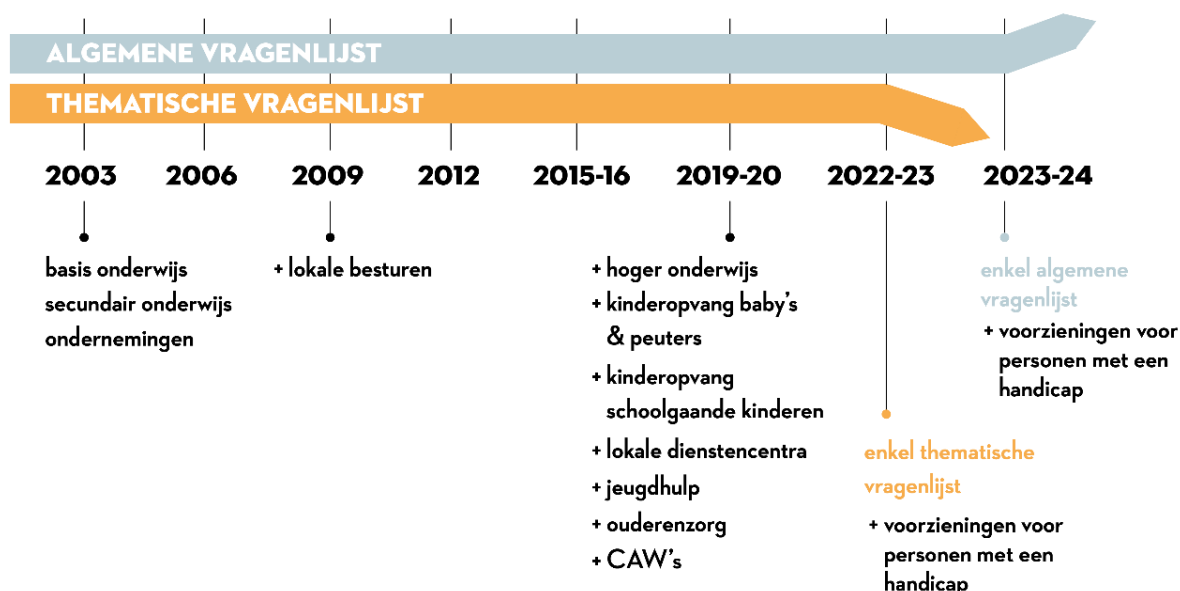 ALGEMENE VRAGENLIJST
THEMATISCHE VRAGENLIJST
2003 2006 2009 2012 2015-16 2019-20 2022-23 2023-24
basis onderwijs
secundair onderwijs
ondernemingen
+ lokale besturen
+ hoger onderwijs
+ kinderopvang baby's
& peuters
+ kinderopvang
schoolgaande kinderen
+ lokale dienstencentra
+ jeugdhulp
+ ouderenzorg
+ CAW's
enkel thematische
vragenlijst
+ voorzieningen voor
personen met een
handicap
enkel algemene
vragenlijst
+ voorzieningen voor
personen met een
handicap